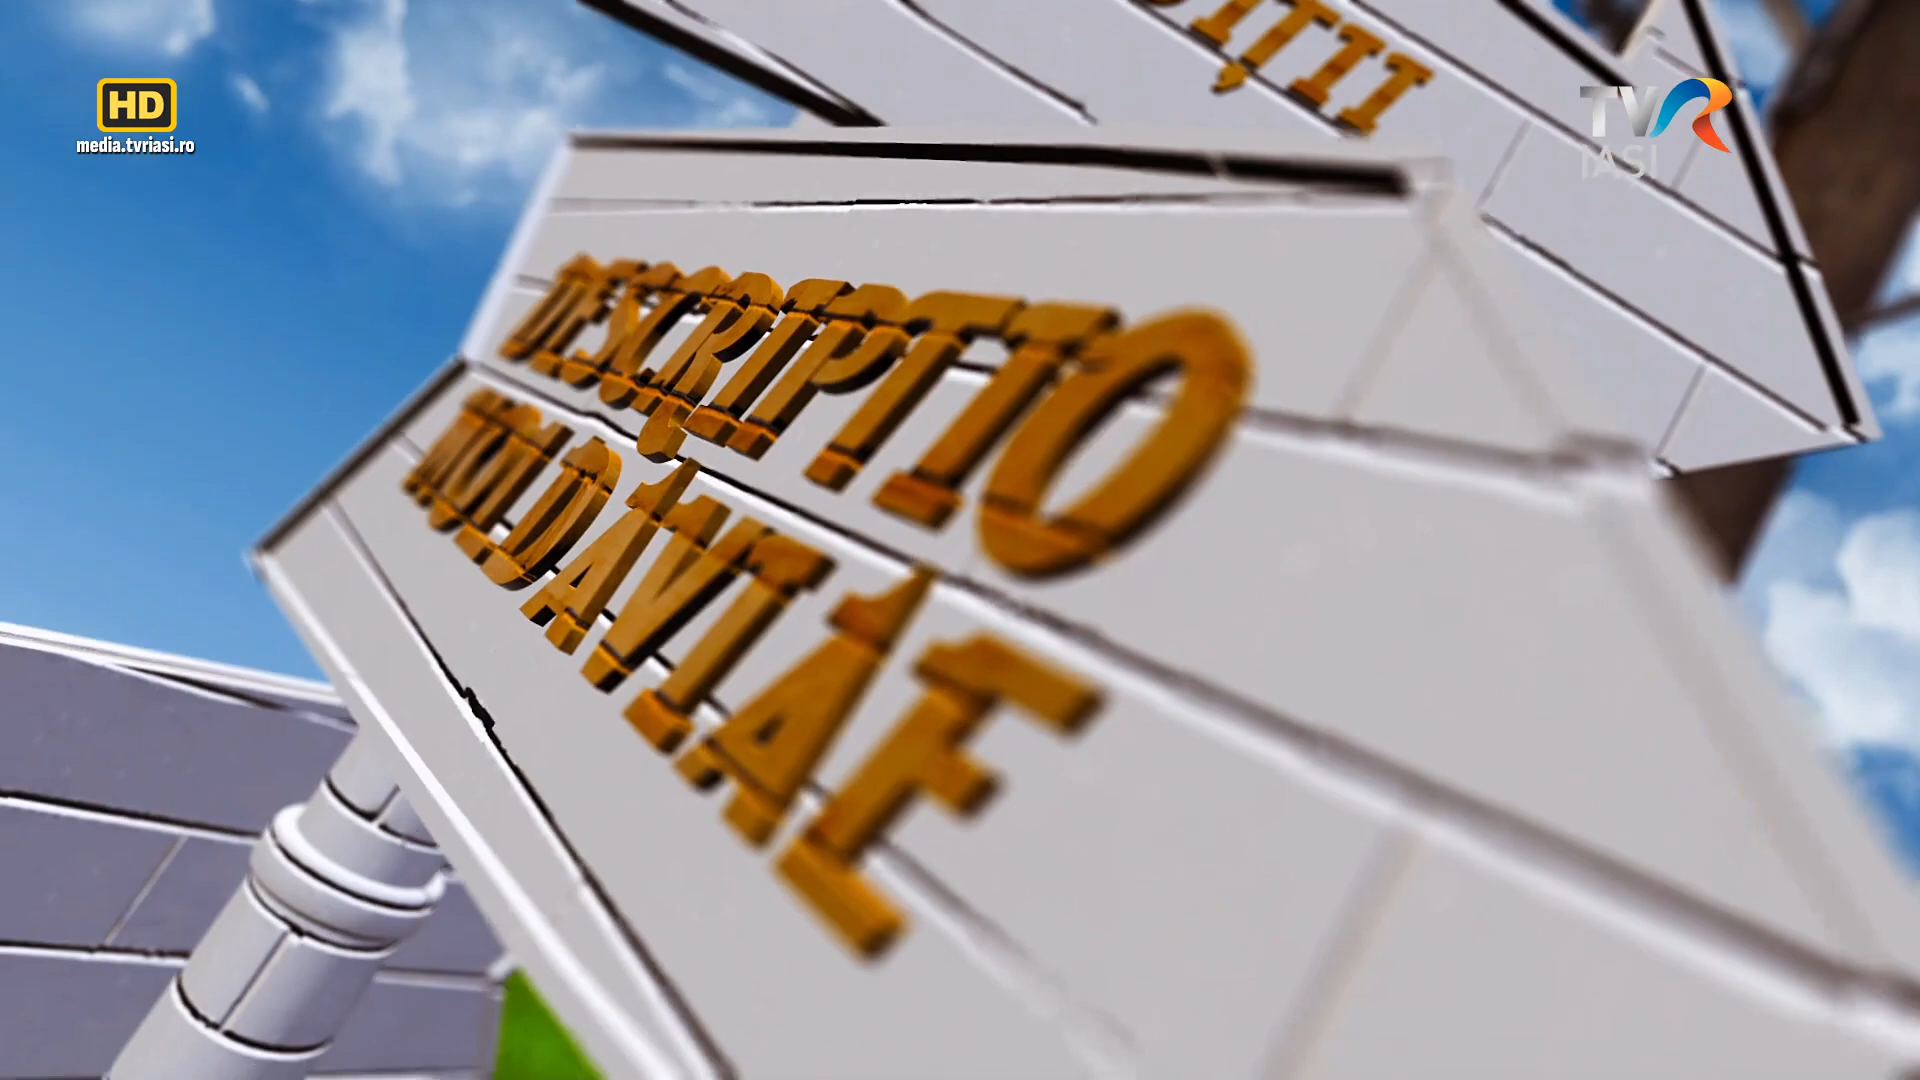 HD
media.tvriasi.ro
TVR
IAȘI
DESCRIPTIO
MOLDAVIAE